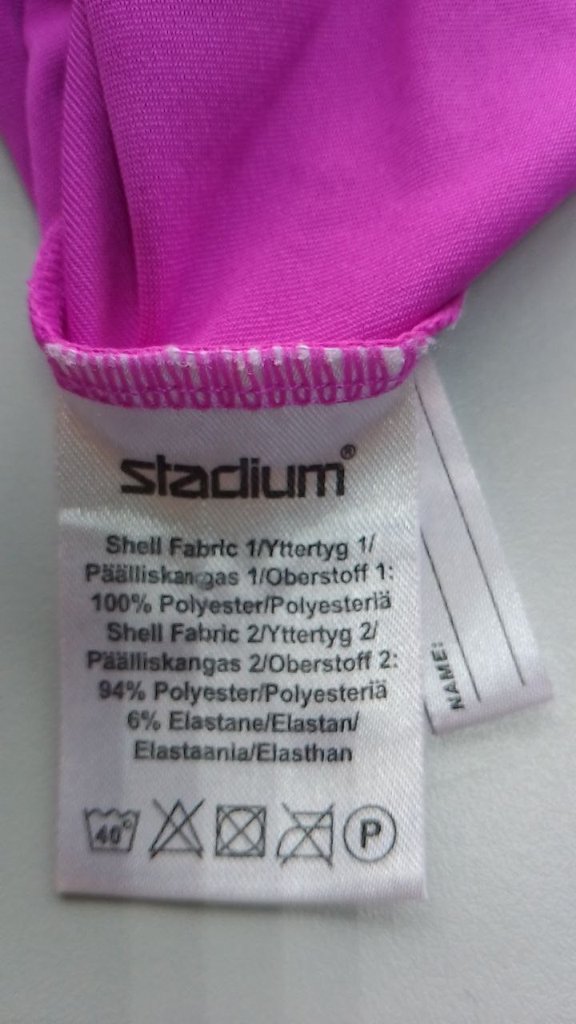 stadium®
Shell Fabric 1/Yttertyg 1/
Päälliskangas 1/Oberstoff 1:
100% Polyester/Polyesteriä
Shell Fabric 2/Yttertyg 2/
Päälliskangas 2/Oberstoff 2:
94% Polyester/Polyesteriä
6% Elastane/Elastan/
Elastaania/Elasthan
40°
P
NAME: